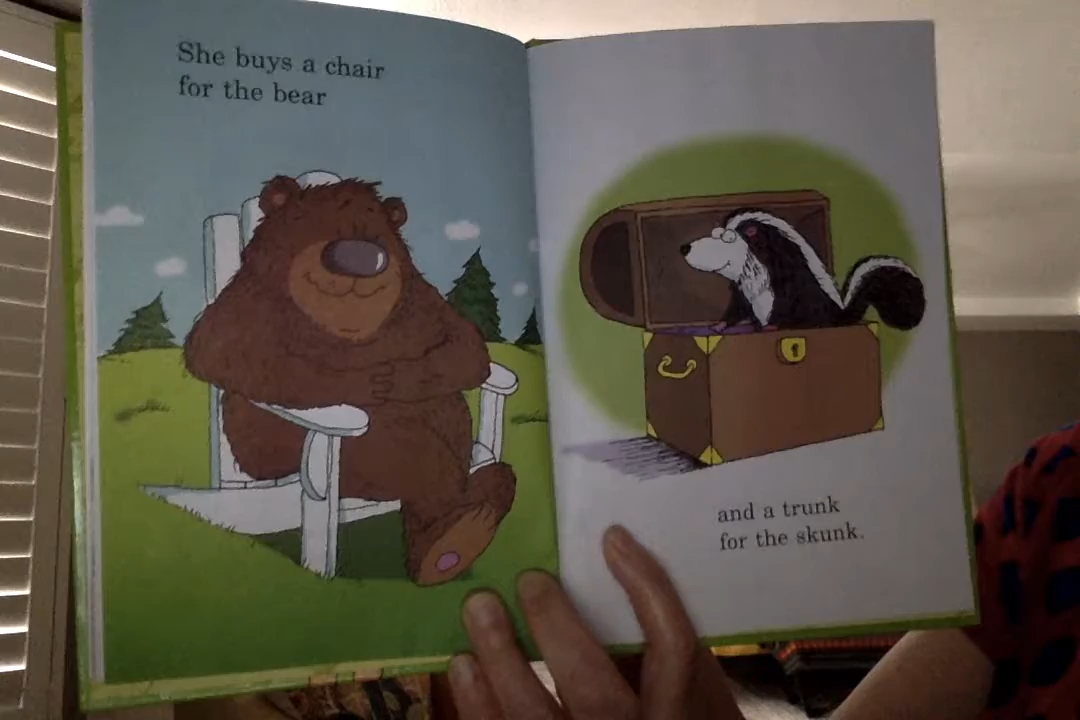 She buys a chair
for the bear
and a trunk
for the skunk.